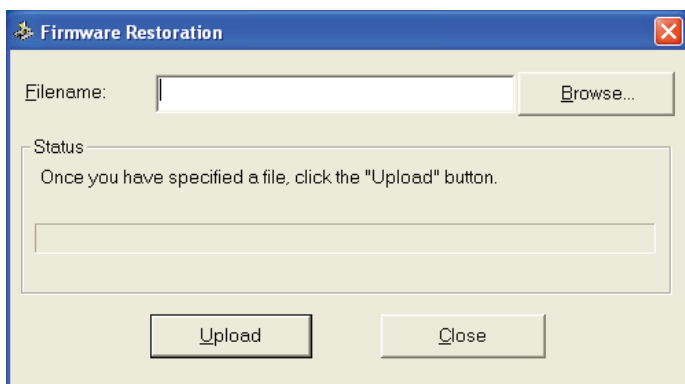 Firmware Restoration
Filename:
Browse...
Status
Once you have specified a file, click the "Upload" button.
Upload
Close